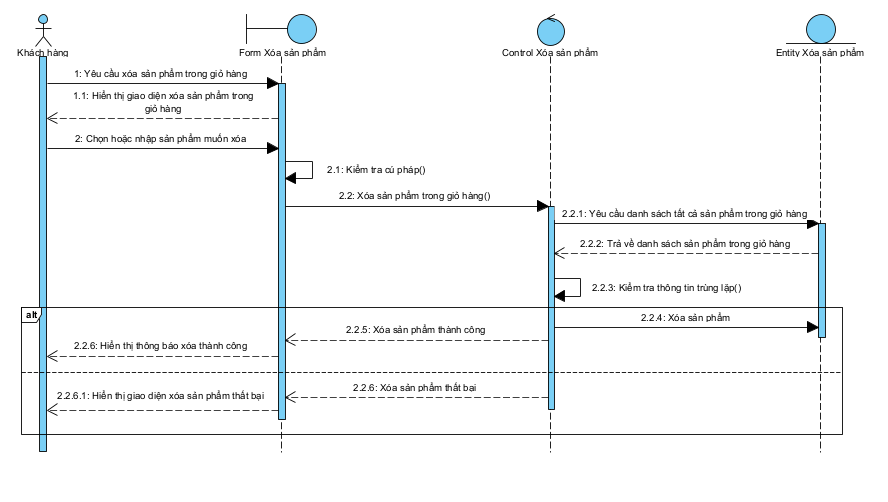 Khách hàng
Form Xóa sản phẩm
Control Xóa sản phẩm
Entity Xóa sản phẩm
1: Yêu cầu xóa sản phẩm trong giỏ hàng
1.1: Hiển thị giao diện xóa sản phẩm trong
giỏ hàng
2: Chọn hoặc nhập sản phẩm muốn xóa
2.1: Kiểm tra cú pháp()
2.2: Xóa sản phẩm trong giỏ hàng()
2.2.1: Yêu cầu danh sách tất cả sản phẩm trong giỏ hàng
2.2.2: Trả về danh sách sản phẩm trong giỏ hàng
2.2.3: Kiểm tra thông tin trùng lặp()
alt
2.2.4: Xóa sản phẩm
2.2.5: Xóa sản phẩm thành công
2.2.6: Hiển thị thông báo xóa thành công
2.2.6: Xóa sản phẩm thất bại
2.2.6.1: Hiển thị giao diện xóa sản phẩm thất bại